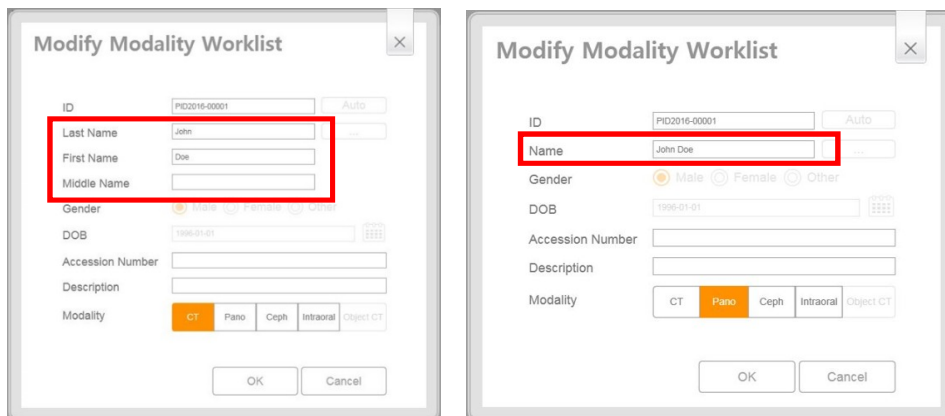 Modify Modality Worklist
ID PID2016-00001 Auto
Last Name John ...
First Name Doe
Middle Name
Gender Male Female Other
DOB 1996-01-01
Accession Number
Description
Modality CT Pano Ceph Intraoral Object CT
OK Cancel
Modify Modality Worklist
ID PID2016-00001 Auto
Name John Doe ...
Gender Male Female Other
DOB 1996-01-01
Accession Number
Description
Modality CT Pano Ceph Intraoral Object CT
OK Cancel